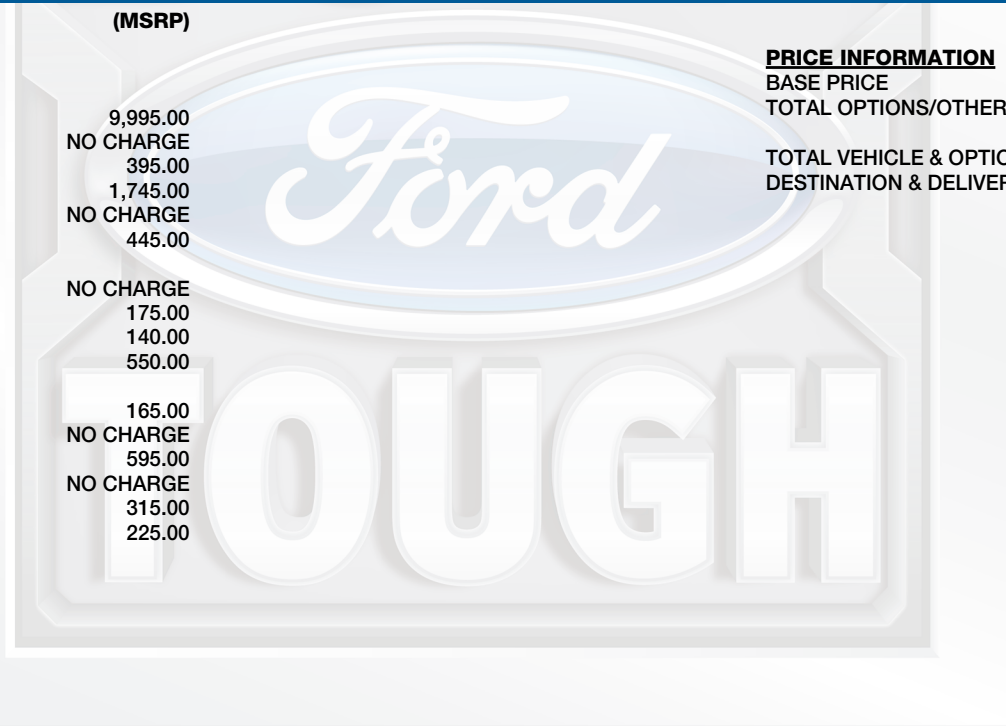 (MSRP)
9,995.00
NO CHARGE
395.00
1,745.00
NO CHARGE
445.00
NO CHARGE
175.00
140.00
550.00
165.00
NO CHARGE
595.00
NO CHARGE
315.00
225.00
PRICE INFORMATION
BASE PRICE
TOTAL OPTIONS/OTHER
TOTAL VEHICLE & OPTIO
DESTINATION & DELIVER
Ford
TOUGH